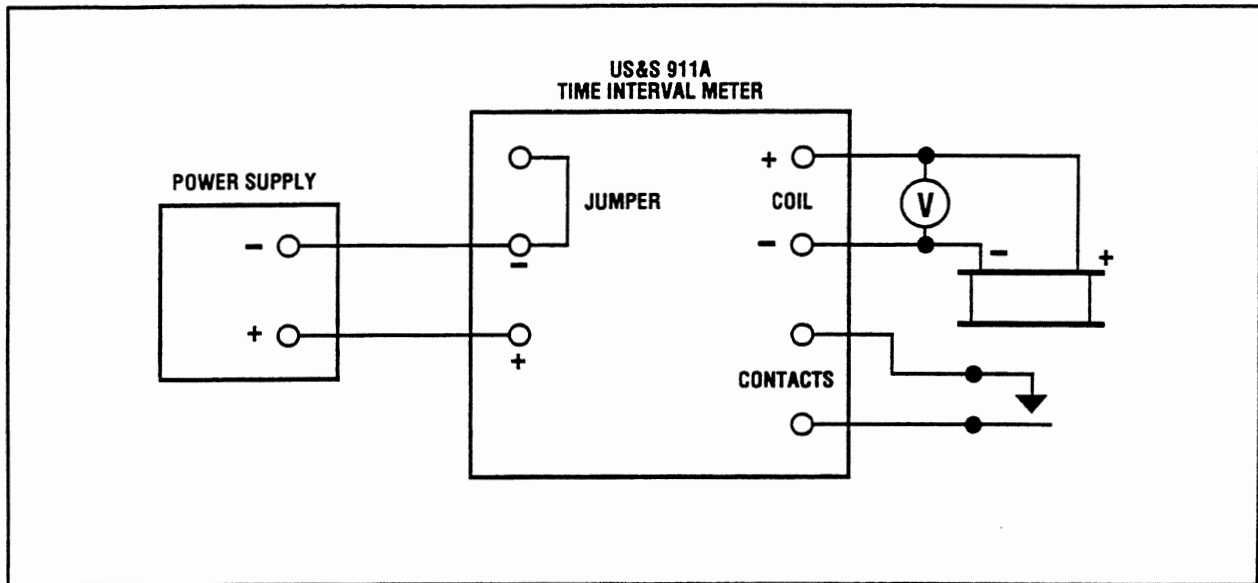 US&S 911A
TIME INTERVAL METER
POWER SUPPLY
JUMPER
COIL
+
-
V
-
+
-
-
+
+
CONTACTS